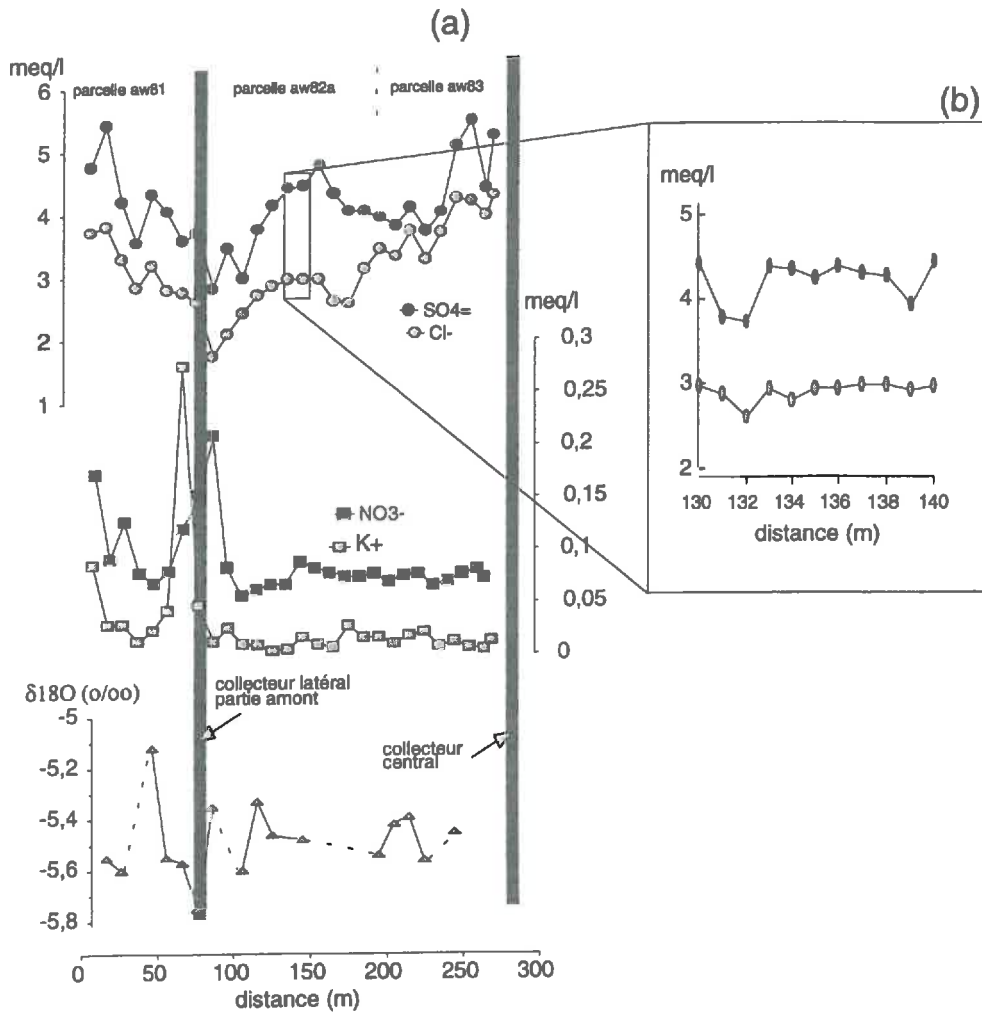 (a)
meq/l
parcelle aw81
parcelle aw82a
parcelle aw83
6
5
4
3
2
1
SO4=
Cl-
meq/l
0,3
0,25
0,2
0,15
0,1
0,05
0
NO3-
K+
δ18O (o/oo)
-5
-5,2
-5,4
-5,6
-5,8
collecteur latéral
partie amont
collecteur
central
0 50 100 150 200 250 300
distance (m)
(b)
meq/l
5
4
3
2
130 132 134 136 138 140
distance (m)